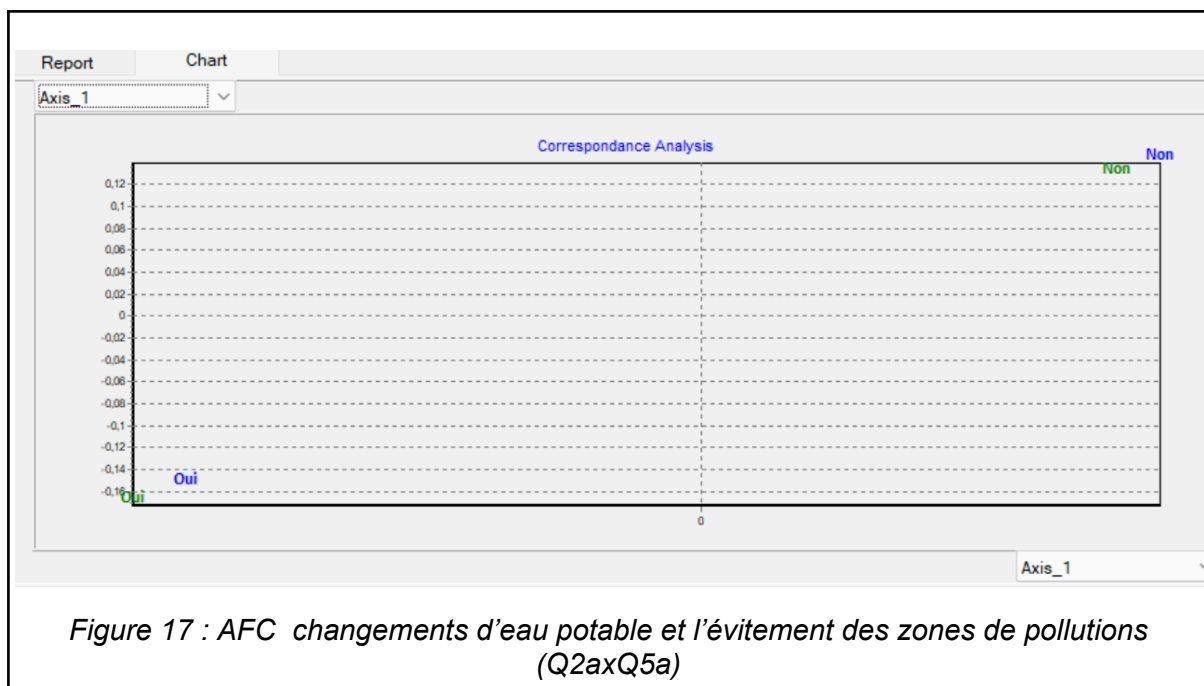 Report Chart
Axis_1
Correspondance Analysis
Non
Non
0,12
0,1
0,08
0,06
0,04
0,02
0
-0,02
-0,04
-0,06
-0,08
-0,1
-0,12
-0,14
Oui
-0,16
Oui
0
Axis_1
Figure 17 : AFC changements d'eau potable et l'évitement des zones de pollutions
(Q2axQ5a)